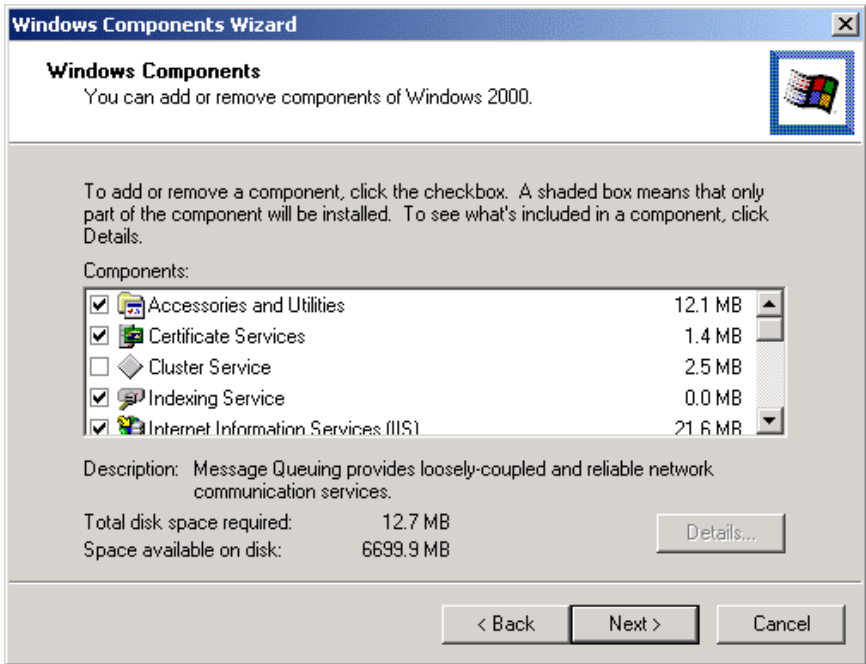 Windows Components Wizard
Windows Components
You can add or remove components of Windows 2000.
To add or remove a component, click the checkbox. A shaded box means that only
part of the component will be installed. To see what's included in a component, click
Details.
Components:
Accessories and Utilities 12.1 MB
Certificate Services 1.4 MB
Cluster Service 2.5 MB
Indexing Service 0.0 MB
Internet Information Services (IIS) 21.6 MB
Description: Message Queuing provides loosely-coupled and reliable network
communication services.
Total disk space required: 12.7 MB
Space available on disk: 6699.9 MB
Details...
< Back Next > Cancel